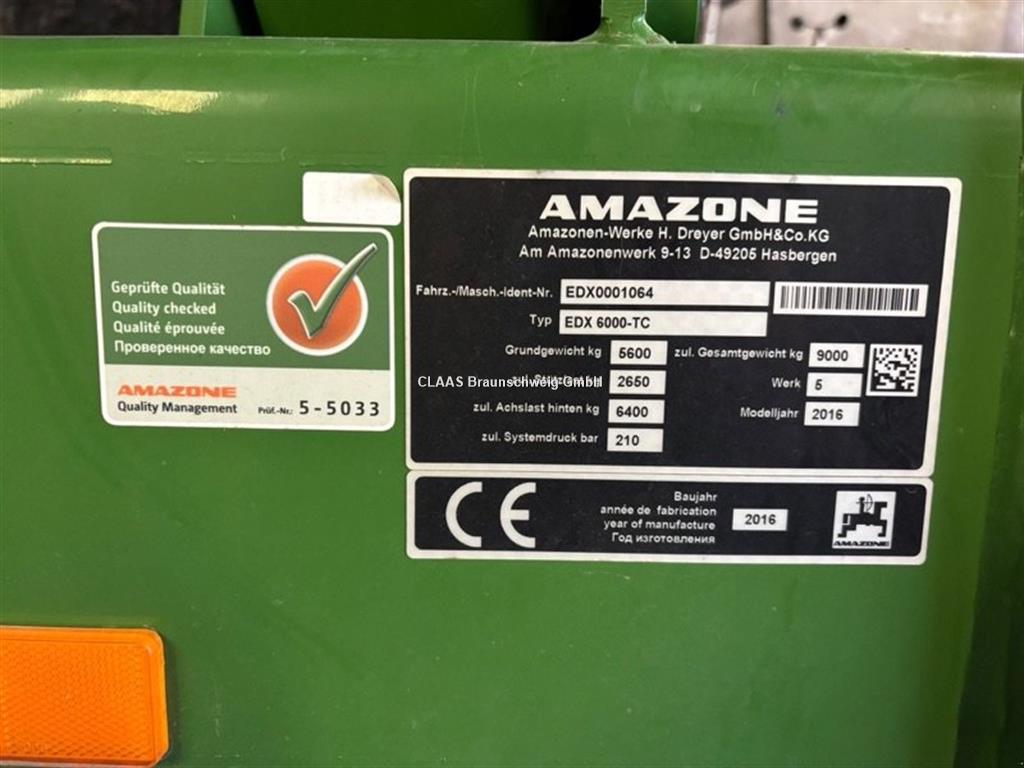 AMAZONE
Amazonen-Werke H. Dreyer GmbH&Co.KG
Am Amazonenwerk 9-13 D-49205 Hasbergen
Fahrz.-/Masch.-Ident-Nr. EDX0001064
Typ EDX 6000-TC
Grundgewicht kg 5600 zul. Gesamtgewicht kg 9000
zul. Stützlast kg 2650 Werk 5
zul. Achslast hinten kg 6400 Modelljahr 2016
zul. Systemdruck bar 210
CLAAS Braunschweig GmbH
Baujahr
année de fabrication
year of manufacture
Год изготовления
2016
AMAZONE
Geprüfte Qualität
Quality checked
Qualité éprouvée
Проверенное качество
AMAZONE
Quality Management Prüf.-Nr.: 5-5033